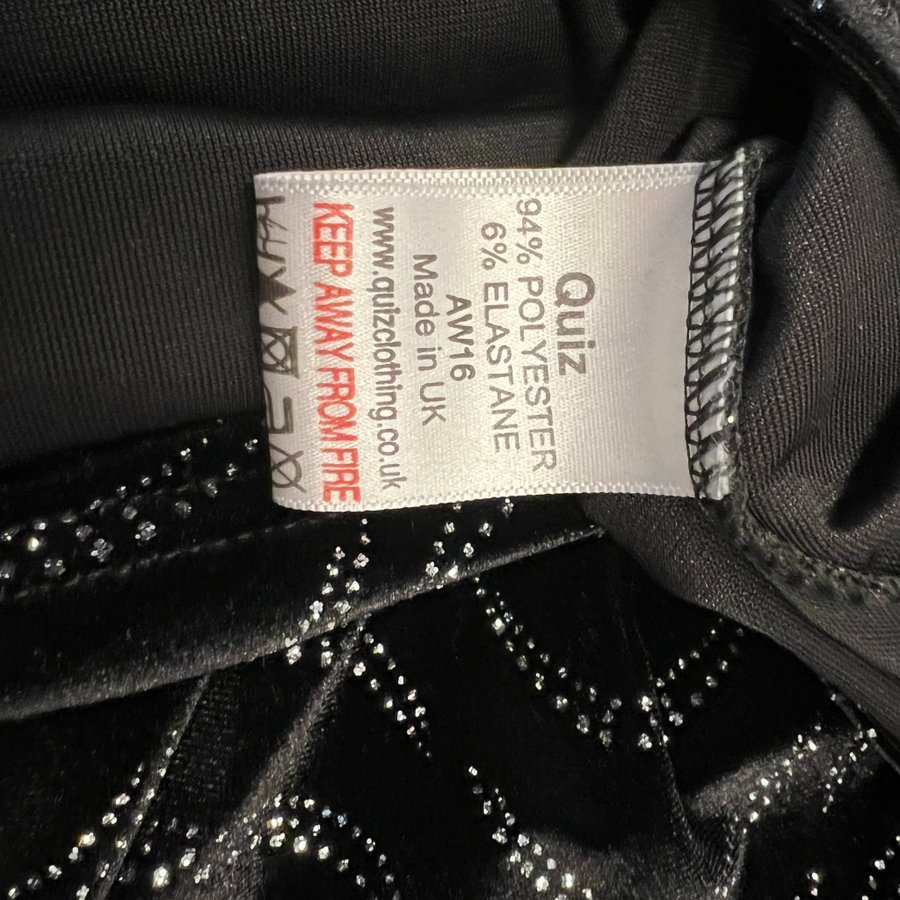 Quiz
94% POLYESTER
6% ELASTANE
AW16
Made in UK
www.quizclothing.co.uk
KEEP AWAY FROM FIRE